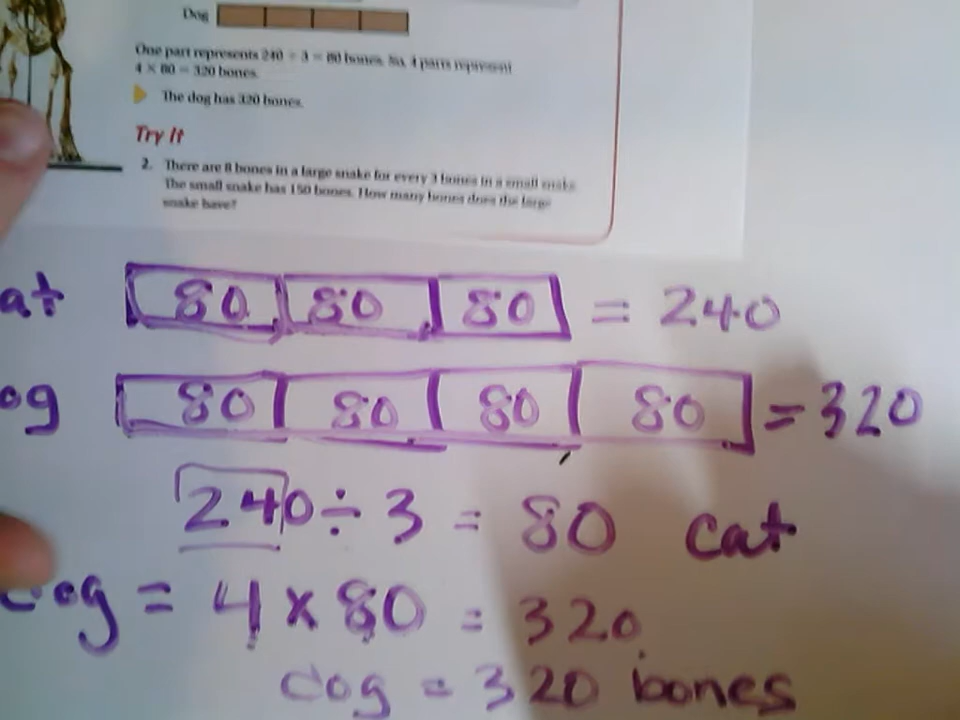 Dog
One part represents 240 ÷ 3 = 80 bones. So, 4 parts represent
4 × 80 = 320 bones.
The dog has 320 bones.
Try It
2. There are 8 bones in a large snake for every 3 bones in a small snake.
The small snake has 150 bones. How many bones does the large
snake have?
at 80 80 80 = 240
og 80 80 80 80 = 320
240 ÷ 3 = 80 cat
og = 4 × 80 = 320
dog = 320 bones